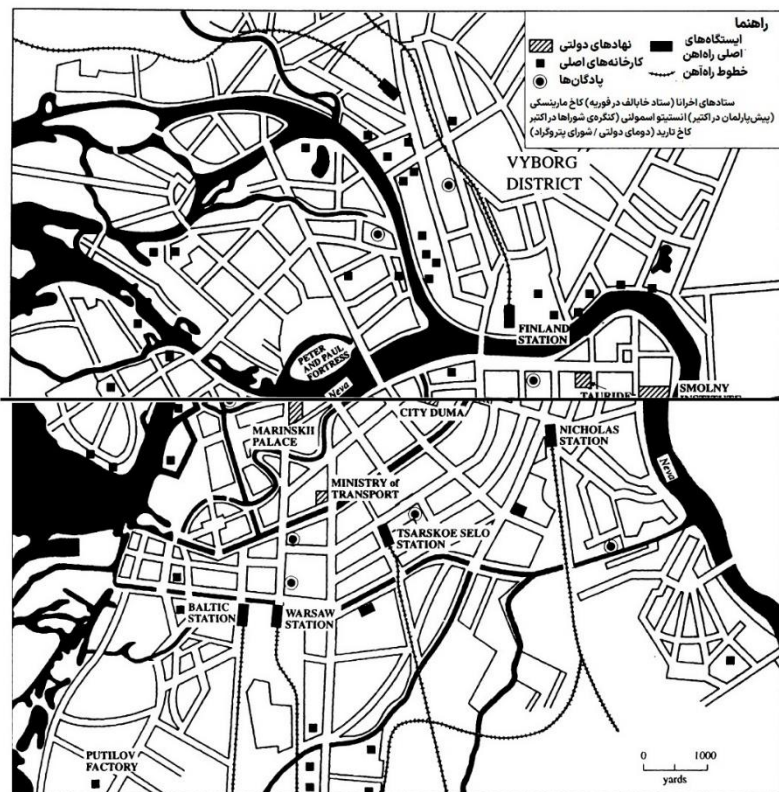 راهنما
ایستگاه‌های
اصلی راه‌آهن
خطوط راه‌آهن
نهادهای دولتی
کارخانه‌های اصلی
پادگان‌ها
ستادهای اخرانا (ستاد خابالف در فوریه) کاخ مارینسکی
(پیش‌پارلمان در اکتبر) انستیتو اسمولنی (کنگره‌ی شوراها در اکتبر
کاخ تارید (دومای دولتی / شورای پتروگراد)
VYBORG
DISTRICT
FINLAND
STATION
PETER
AND PAUL
FORTRESS
Neva
TAURIDE
SMOLNY
CITY DUMA
MARINSKII
PALACE
NICHOLAS
STATION
Neva
MINISTRY of
TRANSPORT
TSARSKOE SELO
STATION
BALTIC
STATION
WARSAW
STATION
PUTILOV
FACTORY
0 1000
yards